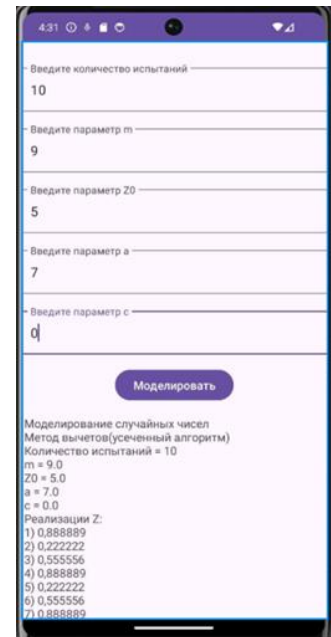 4:31
Введите количество испытаний
10
Введите параметр m
9
Введите параметр Z0
5
Введите параметр a
7
Введите параметр c
0
Моделировать
Моделирование случайных чисел
Метод вычетов(усеченный алгоритм)
Количество испытаний = 10
m = 9.0
Z0 = 5.0
a = 7.0
c = 0.0
Реализации Z:
1) 0,888889
2) 0,222222
3) 0,555556
4) 0,888889
5) 0,222222
6) 0,555556
7) 0,888889